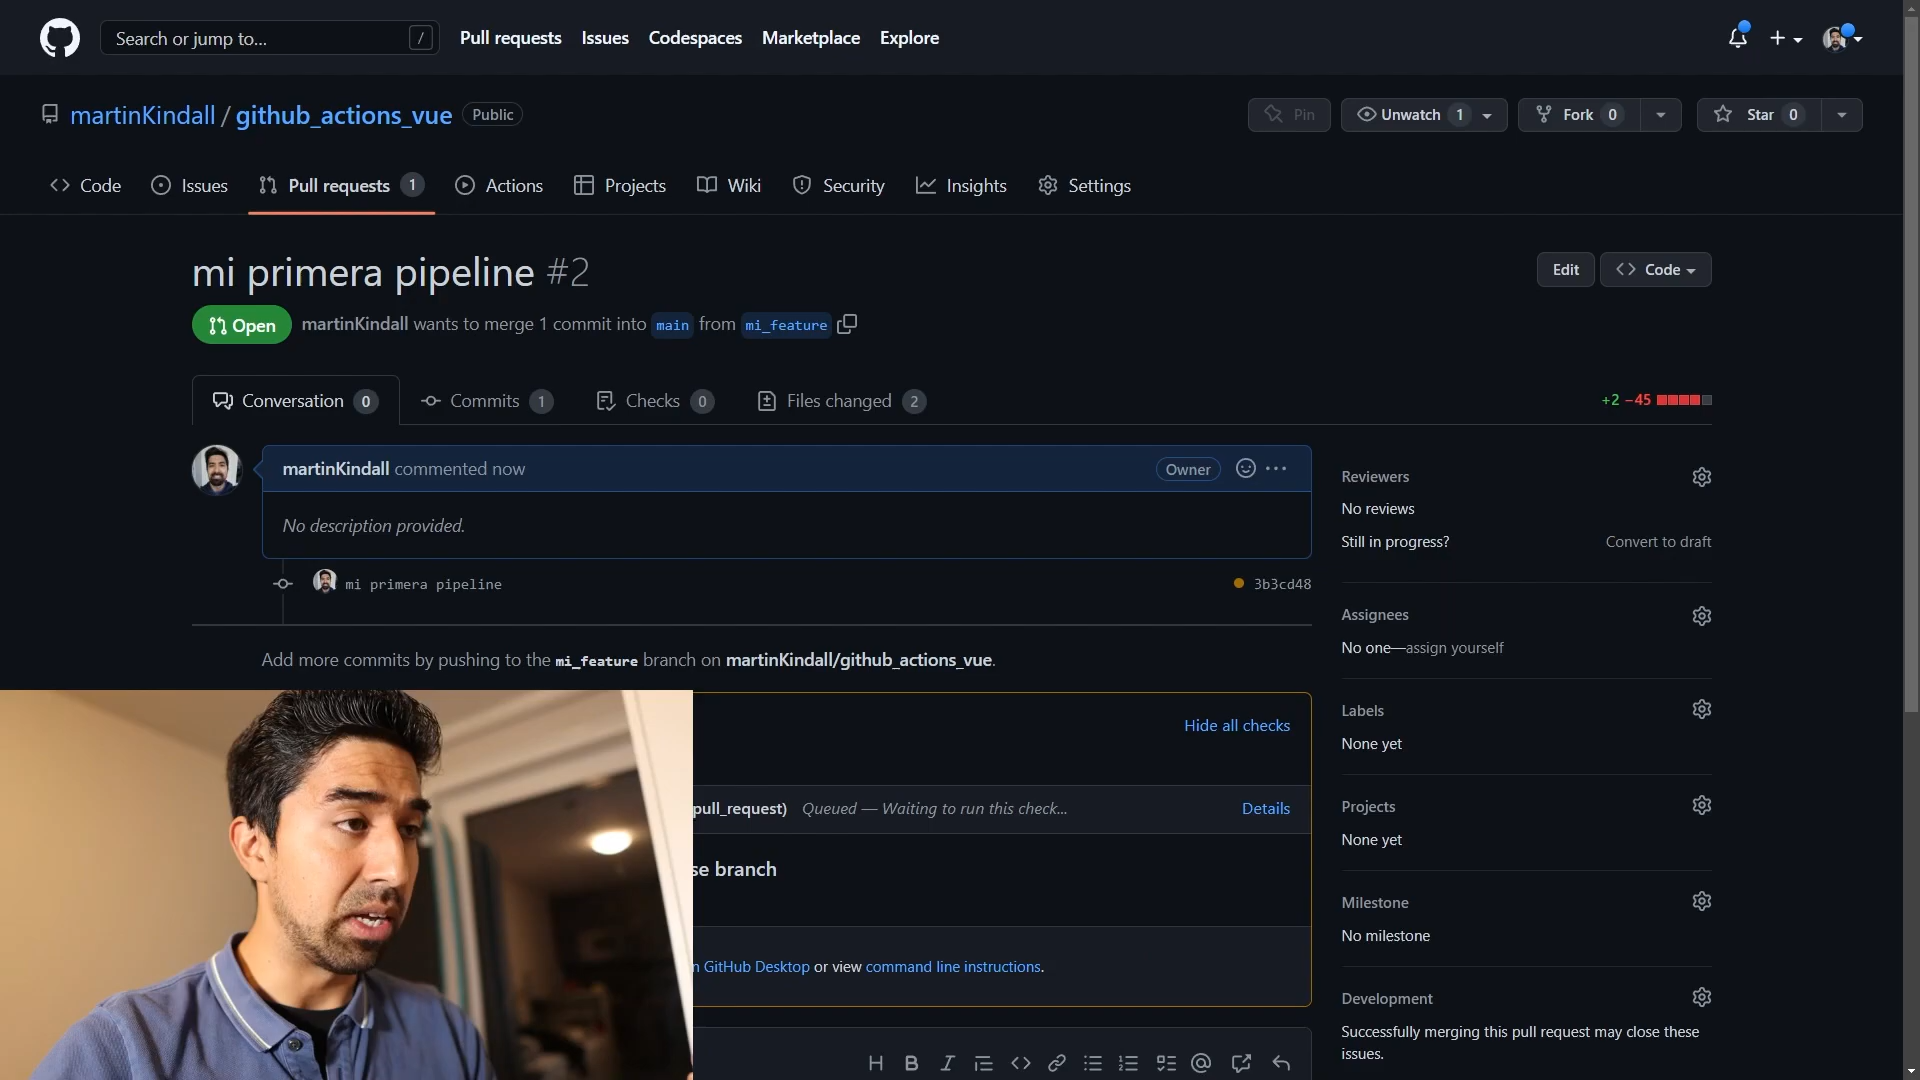 Search or jump to... /
Pull requests Issues Codespaces Marketplace Explore
martinKindall / github_actions_vue Public
Pin Unwatch 1 Fork 0 Star 0
Code Issues Pull requests 1 Actions Projects Wiki Security Insights Settings
mi primera pipeline #2
Edit Code
Open martinKindall wants to merge 1 commit into main from mi_feature
Conversation 0 Commits 1 Checks 0 Files changed 2
+2 −45
martinKindall commented now Owner
No description provided.
mi primera pipeline 3b3cd48
Add more commits by pushing to the mi_feature branch on martinKindall/github_actions_vue.
Hide all checks
pull_request) Queued — Waiting to run this check... Details
se branch
n GitHub Desktop or view command line instructions.
Reviewers
No reviews
Still in progress? Convert to draft
Assignees
No one—assign yourself
Labels
None yet
Projects
None yet
Milestone
No milestone
Development
Successfully merging this pull request may close these
issues.